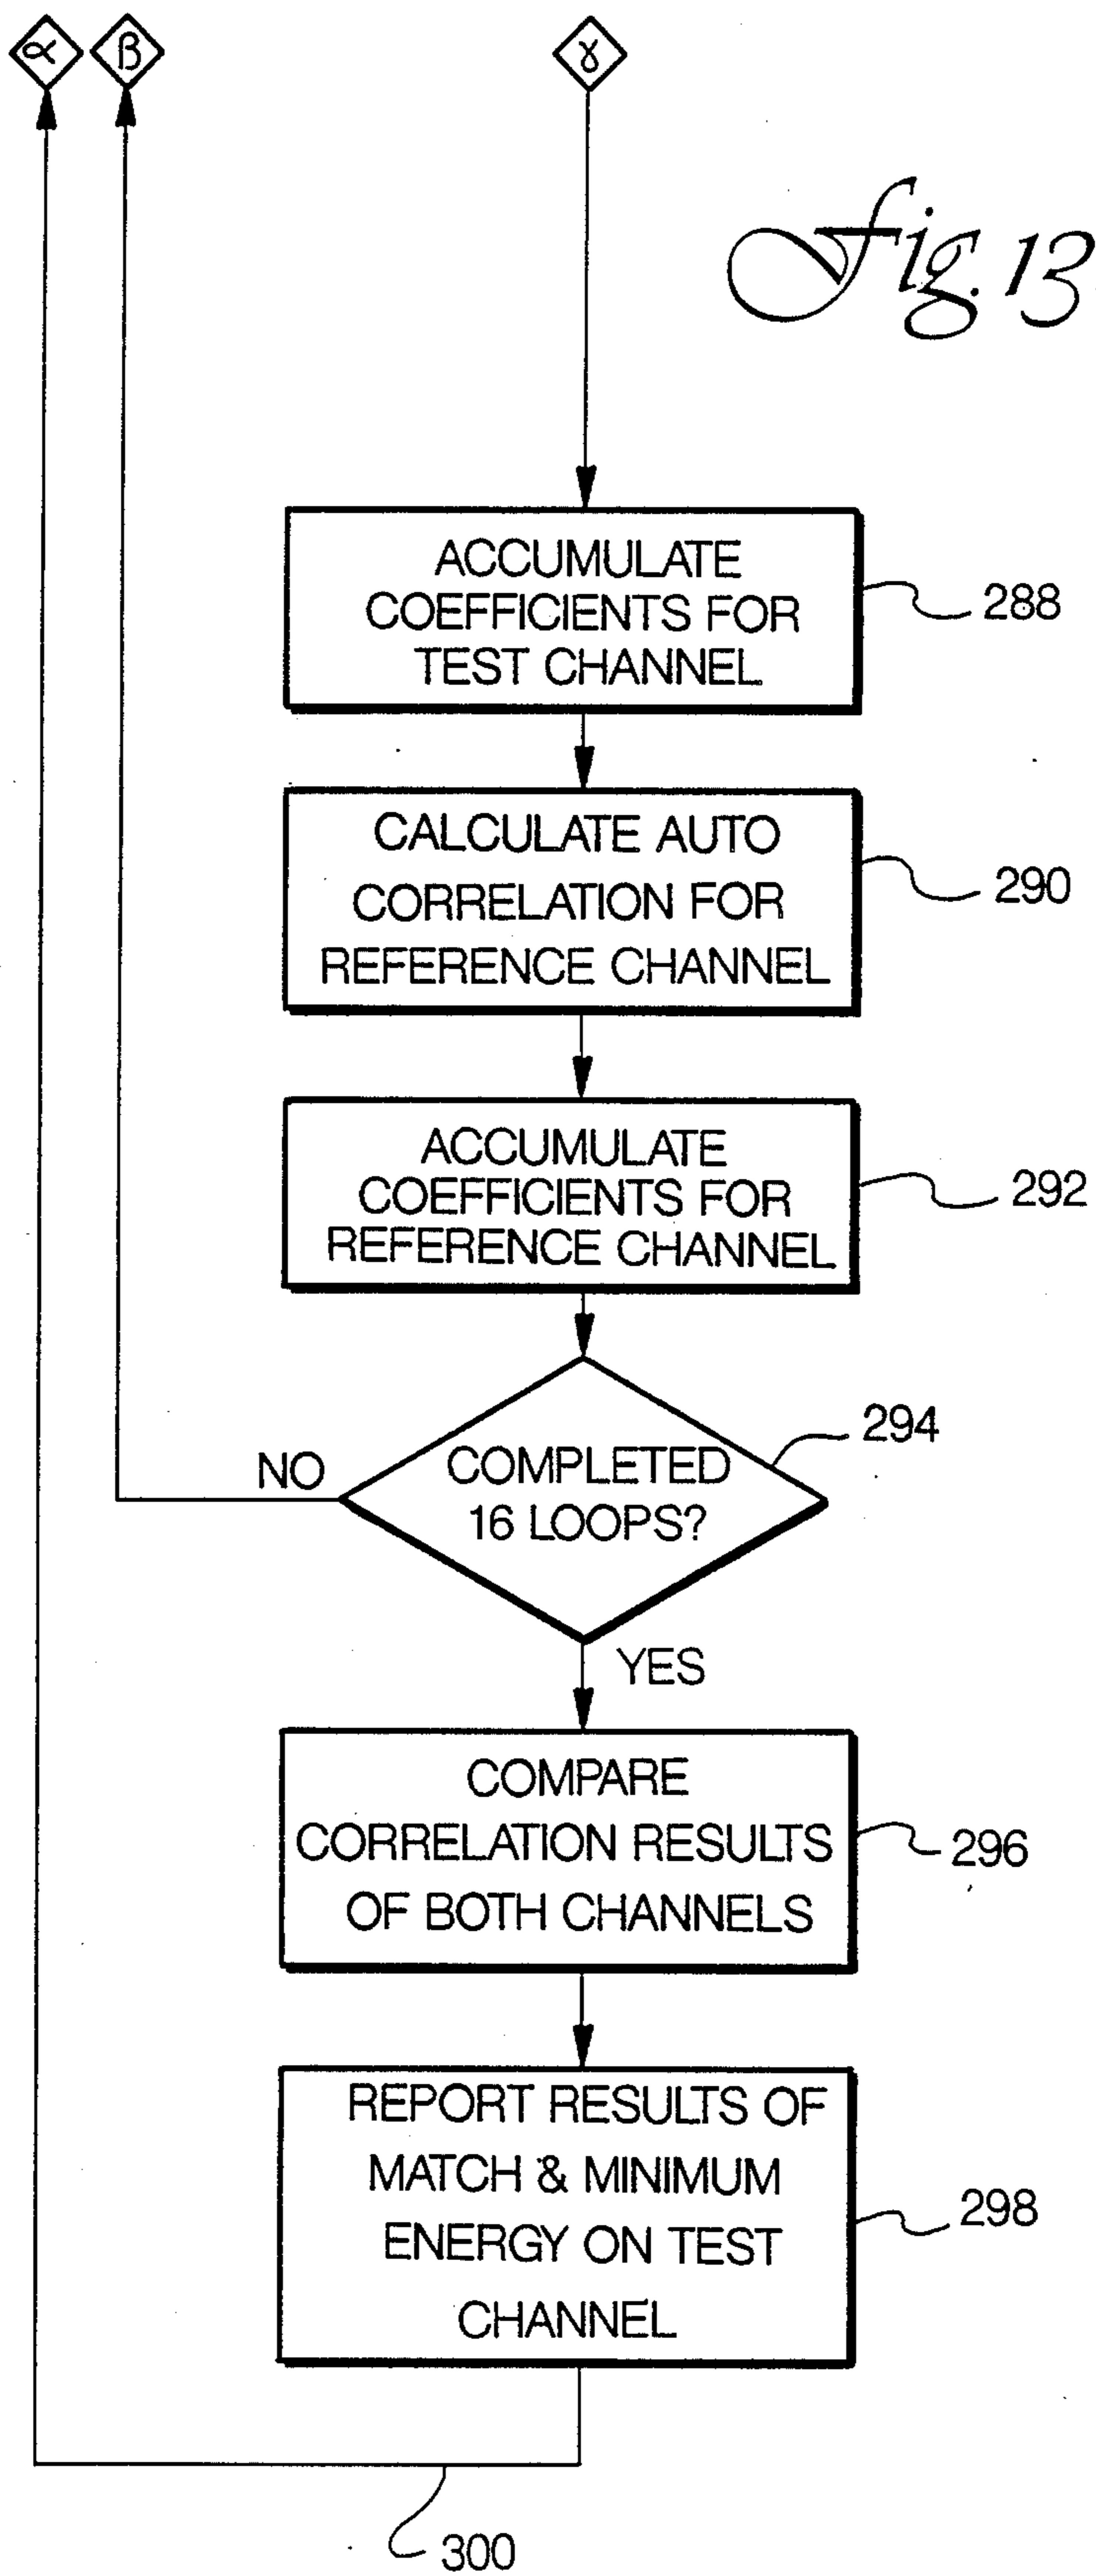 α β γ
Fig. 13
ACCUMULATE
COEFFICIENTS FOR
TEST CHANNEL
288
CALCULATE AUTO
CORRELATION FOR
REFERENCE CHANNEL
290
ACCUMULATE
COEFFICIENTS FOR
REFERENCE CHANNEL
292
COMPLETED
16 LOOPS?
294
NO
YES
COMPARE
CORRELATION RESULTS
OF BOTH CHANNELS
296
REPORT RESULTS OF
MATCH & MINIMUM
ENERGY ON TEST
CHANNEL
298
300